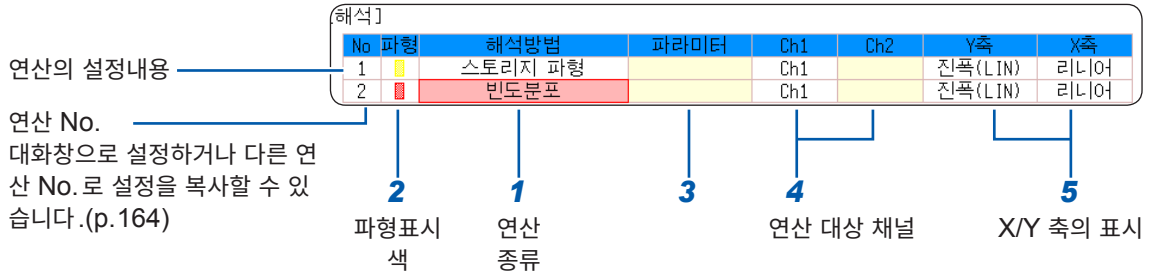 [해석]
No 파형 해석방법 파라미터 Ch1 Ch2 Y축 X축
1 스토리지 파형 Ch1 진폭(LIN) 리니어
2 빈도분포 Ch1 진폭(LIN) 리니어
연산의 설정내용
연산 No.
대화창으로 설정하거나 다른 연
산 No.로 설정을 복사할 수 있
습니다.(p.164)
2 1 3 4 5
파형표시
색
연산
종류
연산 대상 채널
X/Y 축의 표시